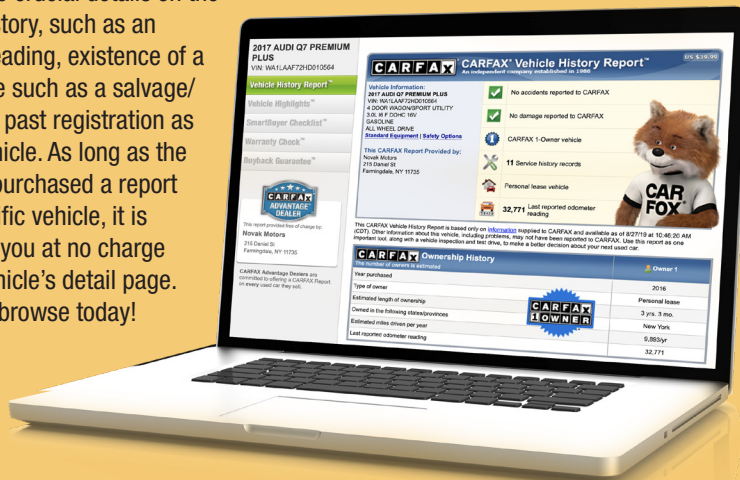 crucial details on the
story, such as an
eading, existence of a
e such as a salvage/
past registration as
hicle. As long as the
purchased a report
ific vehicle, it is
you at no charge
hicle's detail page.
browse today!
2017 AUDI Q7 PREMIUM
PLUS
VIN: WA1LAAF72HD010564
Vehicle History Report™
Vehicle Highlights™
SmartBuyer Checklist™
Warranty Check™
Buyback Guarantee™
CARFAX
ADVANTAGE
DEALER
This report provided free of charge by:
Novak Motors
215 Daniel St
Farmingdale, NY 11735
CARFAX Advantage Dealers are
committed to offering a CARFAX Report
on every used car they sell.
CARFAX CARFAX® Vehicle History Report™
An independent company established in 1986
US $39.99
Vehicle Information:
2017 AUDI Q7 PREMIUM PLUS
VIN: WA1LAAF72HD010564
4 DOOR WAGON/SPORT UTILITY
3.0L I6 F DOHC 16V
GASOLINE
ALL WHEEL DRIVE
Standard Equipment | Safety Options
This CARFAX Report Provided by:
Novak Motors
215 Daniel St
Farmingdale, NY 11735
No accidents reported to CARFAX
No damage reported to CARFAX
CARFAX 1-Owner vehicle
11 Service history records
Personal lease vehicle
32,771 Last reported odometer
reading
CAR
FOX
This CARFAX Vehicle History Report is based only on information supplied to CARFAX and available as of 8/27/19 at 10:46:20 AM
(CDT). Other information about this vehicle, including problems, may not have been reported to CARFAX. Use this report as one
important tool, along with a vehicle inspection and test drive, to make a better decision about your next used car.
CARFAX Ownership History
The number of owners is estimated
Owner 1
Year purchased 2016
Type of owner Personal lease
Estimated length of ownership 3 yrs. 3 mo.
Owned in the following states/provinces New York
Estimated miles driven per year 9,883/yr
Last reported odometer reading 32,771
CARFAX
1 OWNER